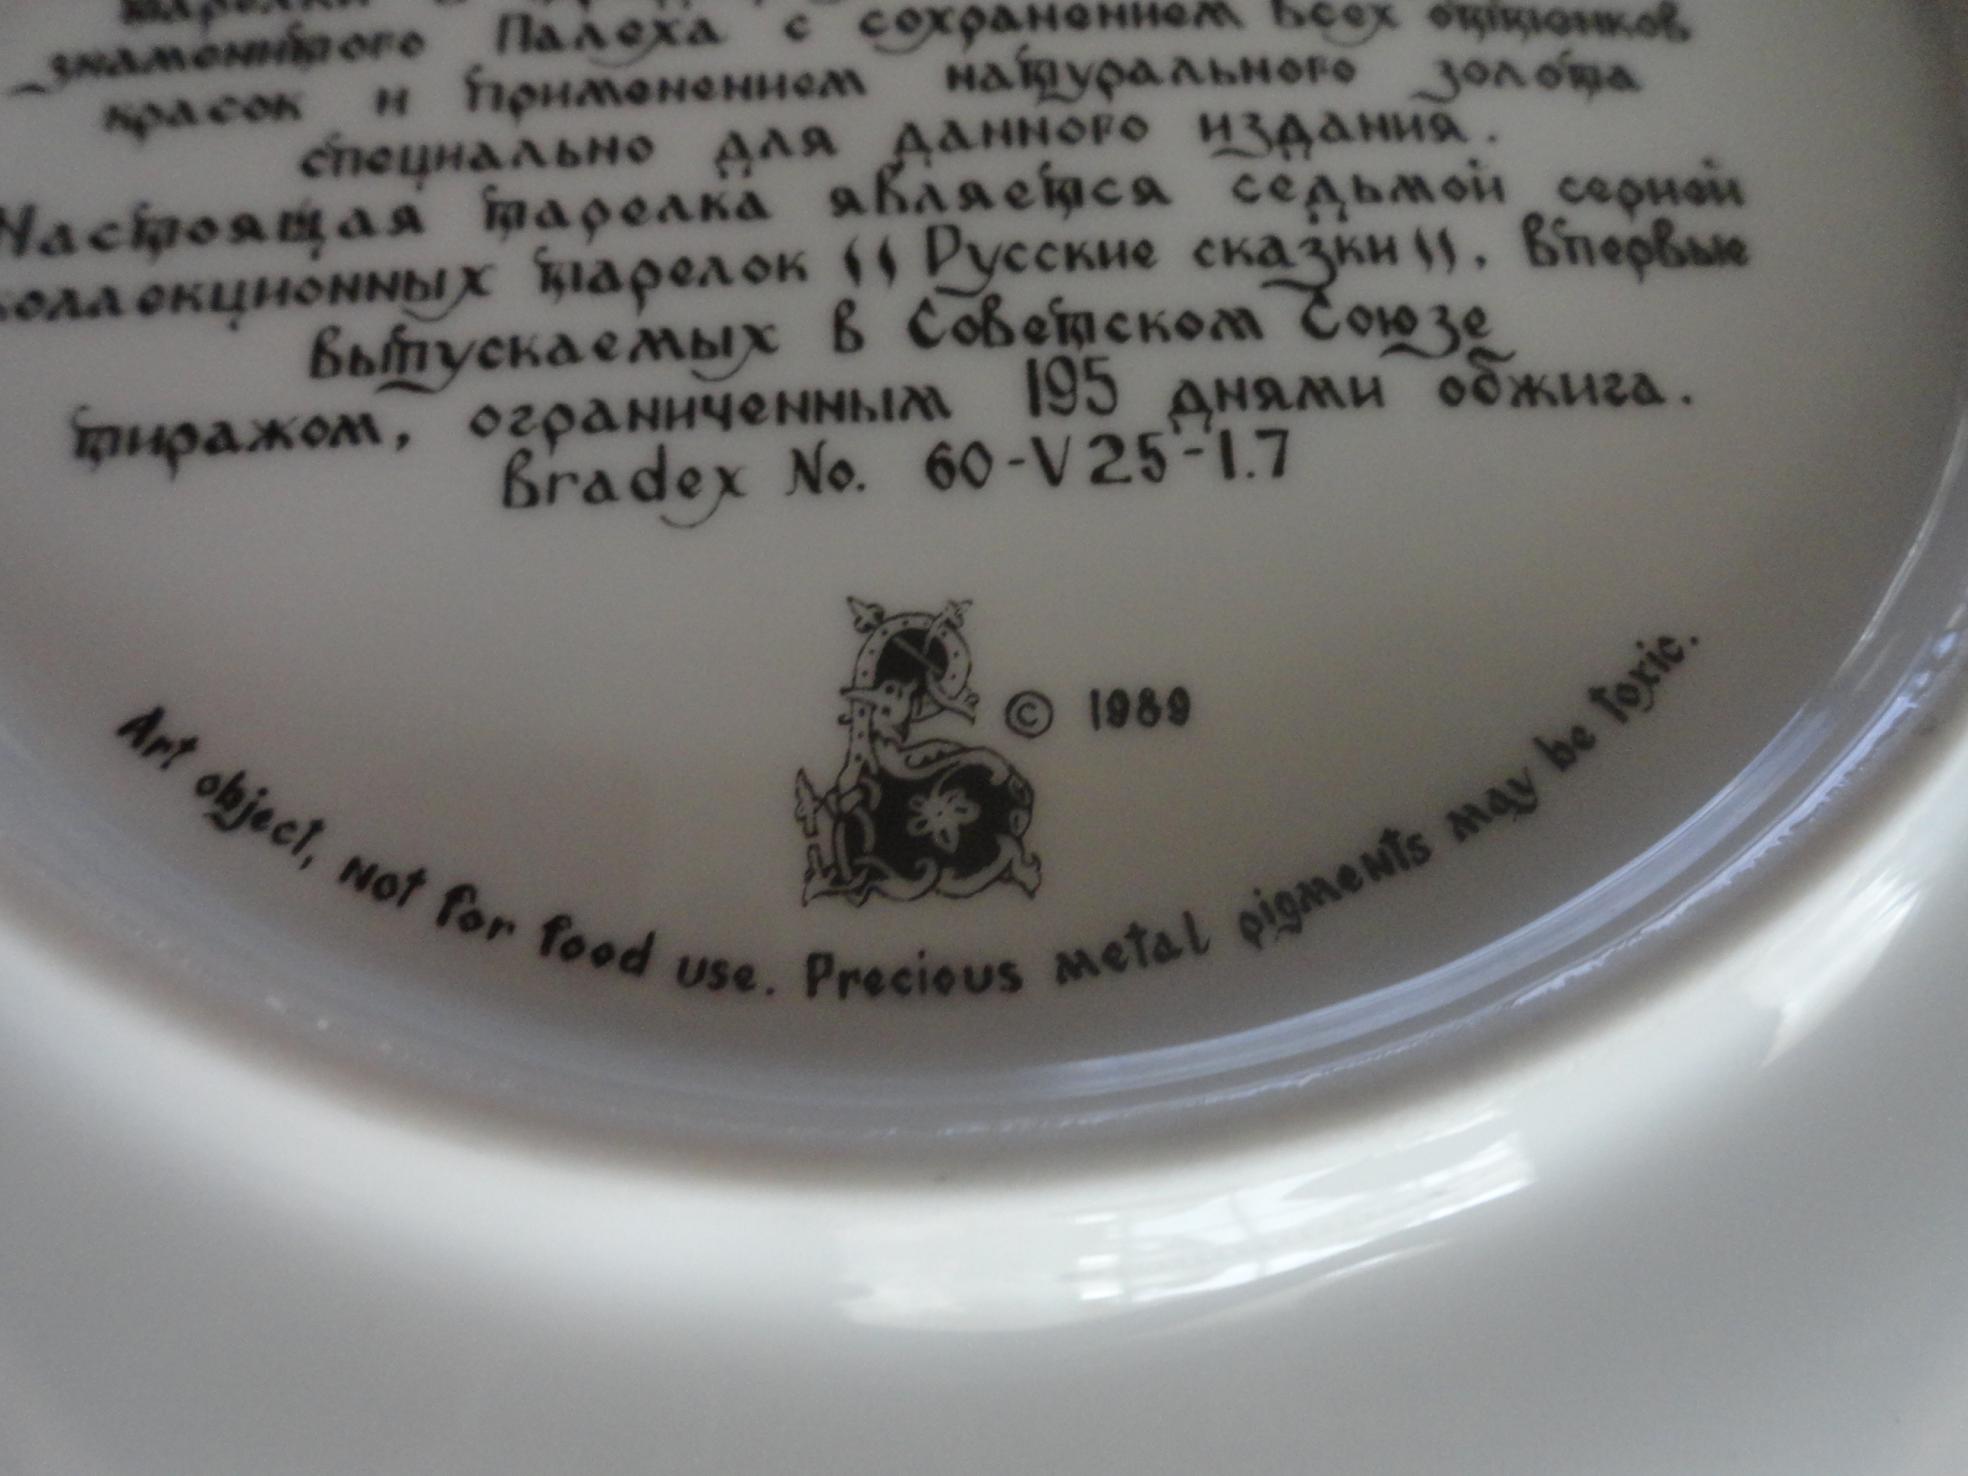 знаменитого Палеха с сохранением всех оттенков
красок и применением натурального золота
специально для данного издания.
Настоящая тарелка является седьмой серией
коллекционных тарелок "Русские сказки". Впервые
выпускаемых в Советском Союзе
тиражом, ограниченным 195 днями обжига.
Bradex No. 60-V25-1.7
© 1989
Art object, not for food use. Precious metal pigments may be toxic.